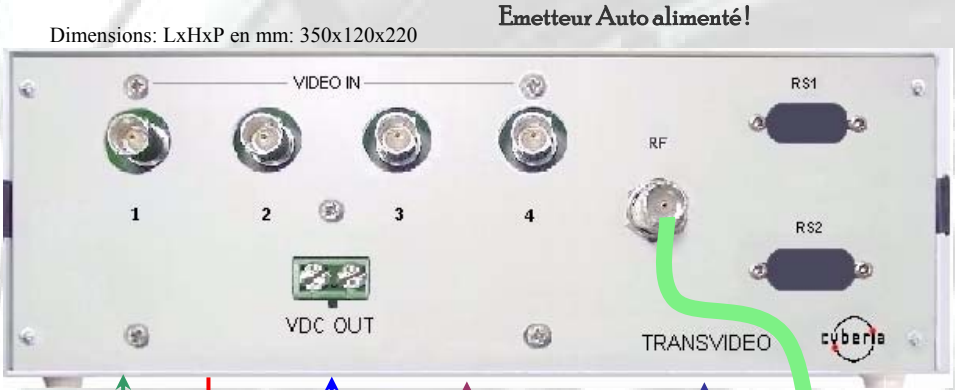 Emetteur Auto alimenté!
Dimensions: LxHxP en mm: 350x120x220
VIDEO IN
RS1
RF
1 2 3 4
RS2
VDC OUT
TRANSVIDEO
cyberia